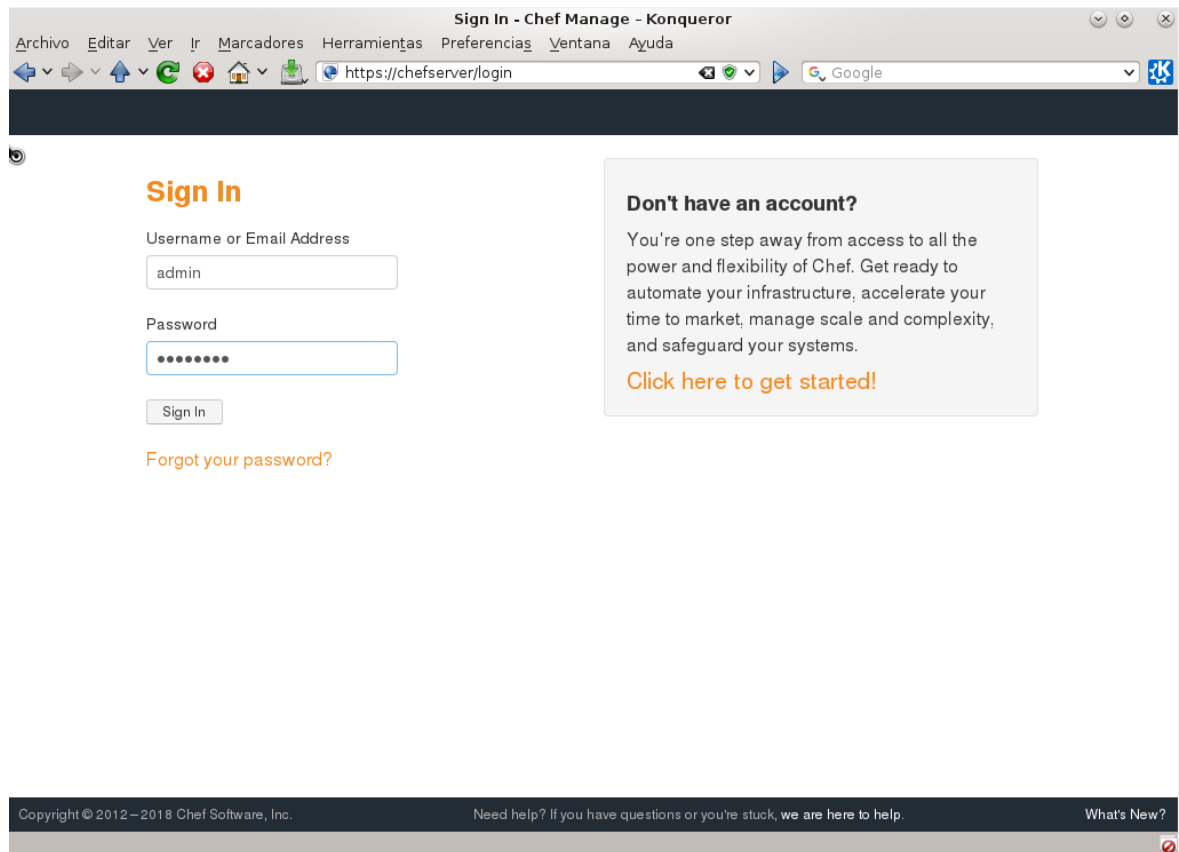 Sign In - Chef Manage – Konqueror
Archivo Editar Ver Ir Marcadores Herramientas Preferencias Ventana Ayuda
https://chefserver/login
Google
Sign In
Username or Email Address
admin
Password
••••••••
Sign In
Forgot your password?
Don't have an account?
You're one step away from access to all the
power and flexibility of Chef. Get ready to
automate your infrastructure, accelerate your
time to market, manage scale and complexity,
and safeguard your systems.
Click here to get started!
Copyright © 2012–2018 Chef Software, Inc.
Need help? If you have questions or you're stuck, we are here to help.
What's New?